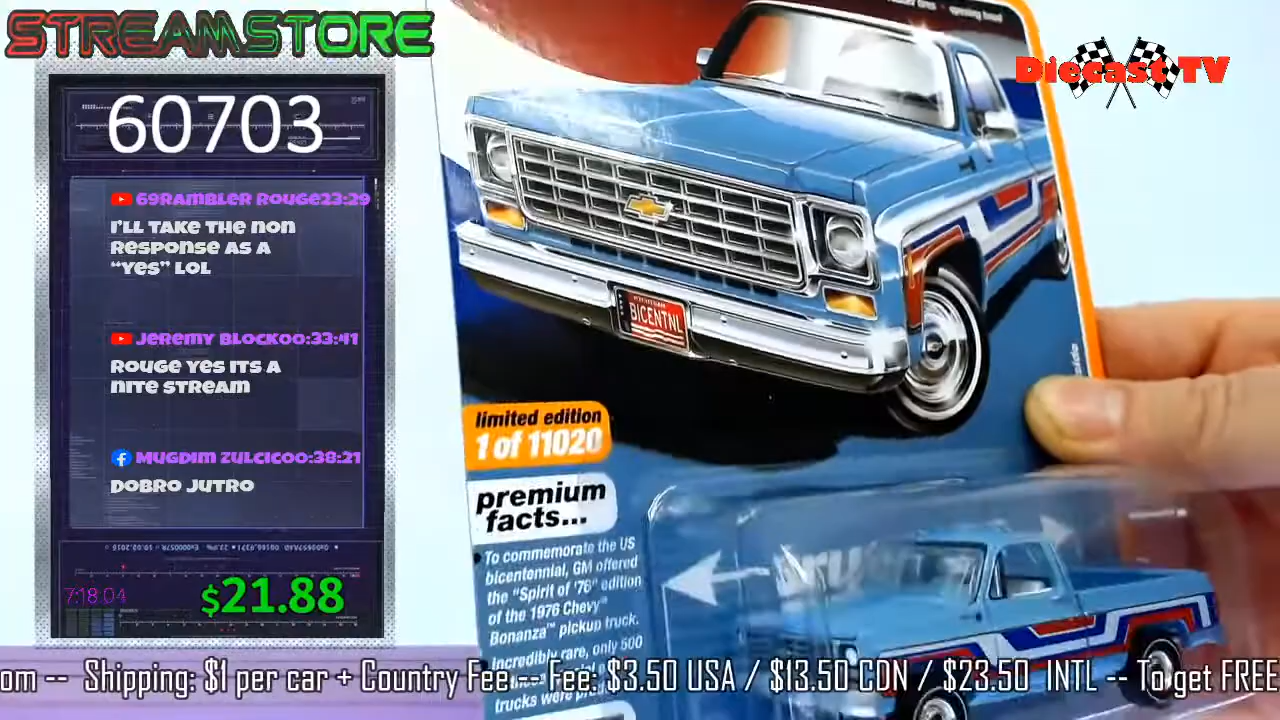 STREAMSTORE
60703
69Rambler Rouge23:29
I'LL TAKE THE NON
RESPONSE AS A
“YES” LOL
Jeremy Block00:33:41
ROUGE YES ITS A
NITE STREAM
Mugdim Zulcic00:38:21
DOBRO JUTRO
7:18:04
$21.88
Diecast TV
opening hood
BICENTNL
limited edition
1 of 11020
premium
facts...
To commemorate the US
bicentennial, GM offered
the “Spirit of '76” edition
of the 1976 Chevy™
Bonanza™ pickup truck.
Incredibly rare, only 500
trucks were
om -- Shipping: $1 per car + Country Fee -- Fee: $3.50 USA / $13.50 CDN / $23.50 INTL -- To get FREE